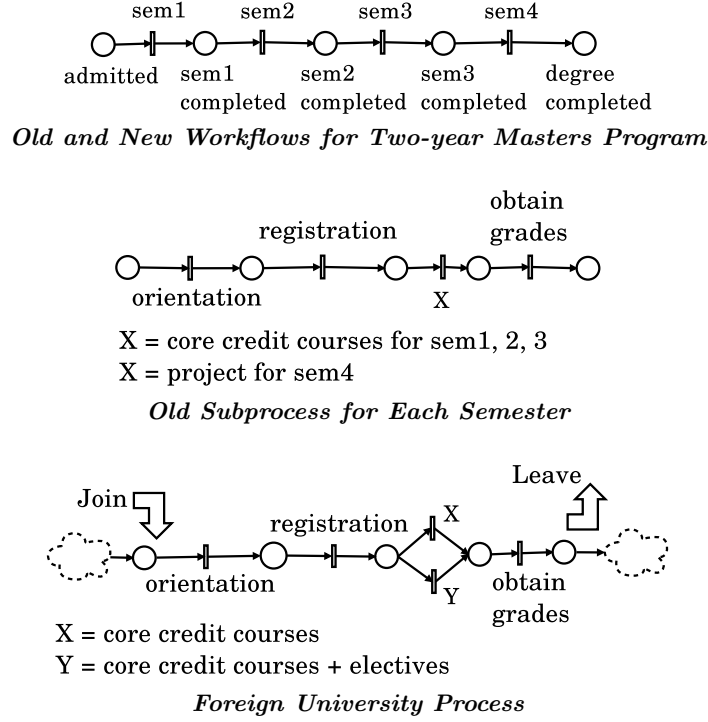 sem1 sem2 sem3 sem4
admitted sem1 sem2 sem3 degree
completed completed completed completed
Old and New Workflows for Two-year Masters Program
obtain
registration grades
orientation X
X = core credit courses for sem1, 2, 3
X = project for sem4
Old Subprocess for Each Semester
Leave
Join
registration X
orientation Y obtain
grades
X = core credit courses
Y = core credit courses + electives
Foreign University Process